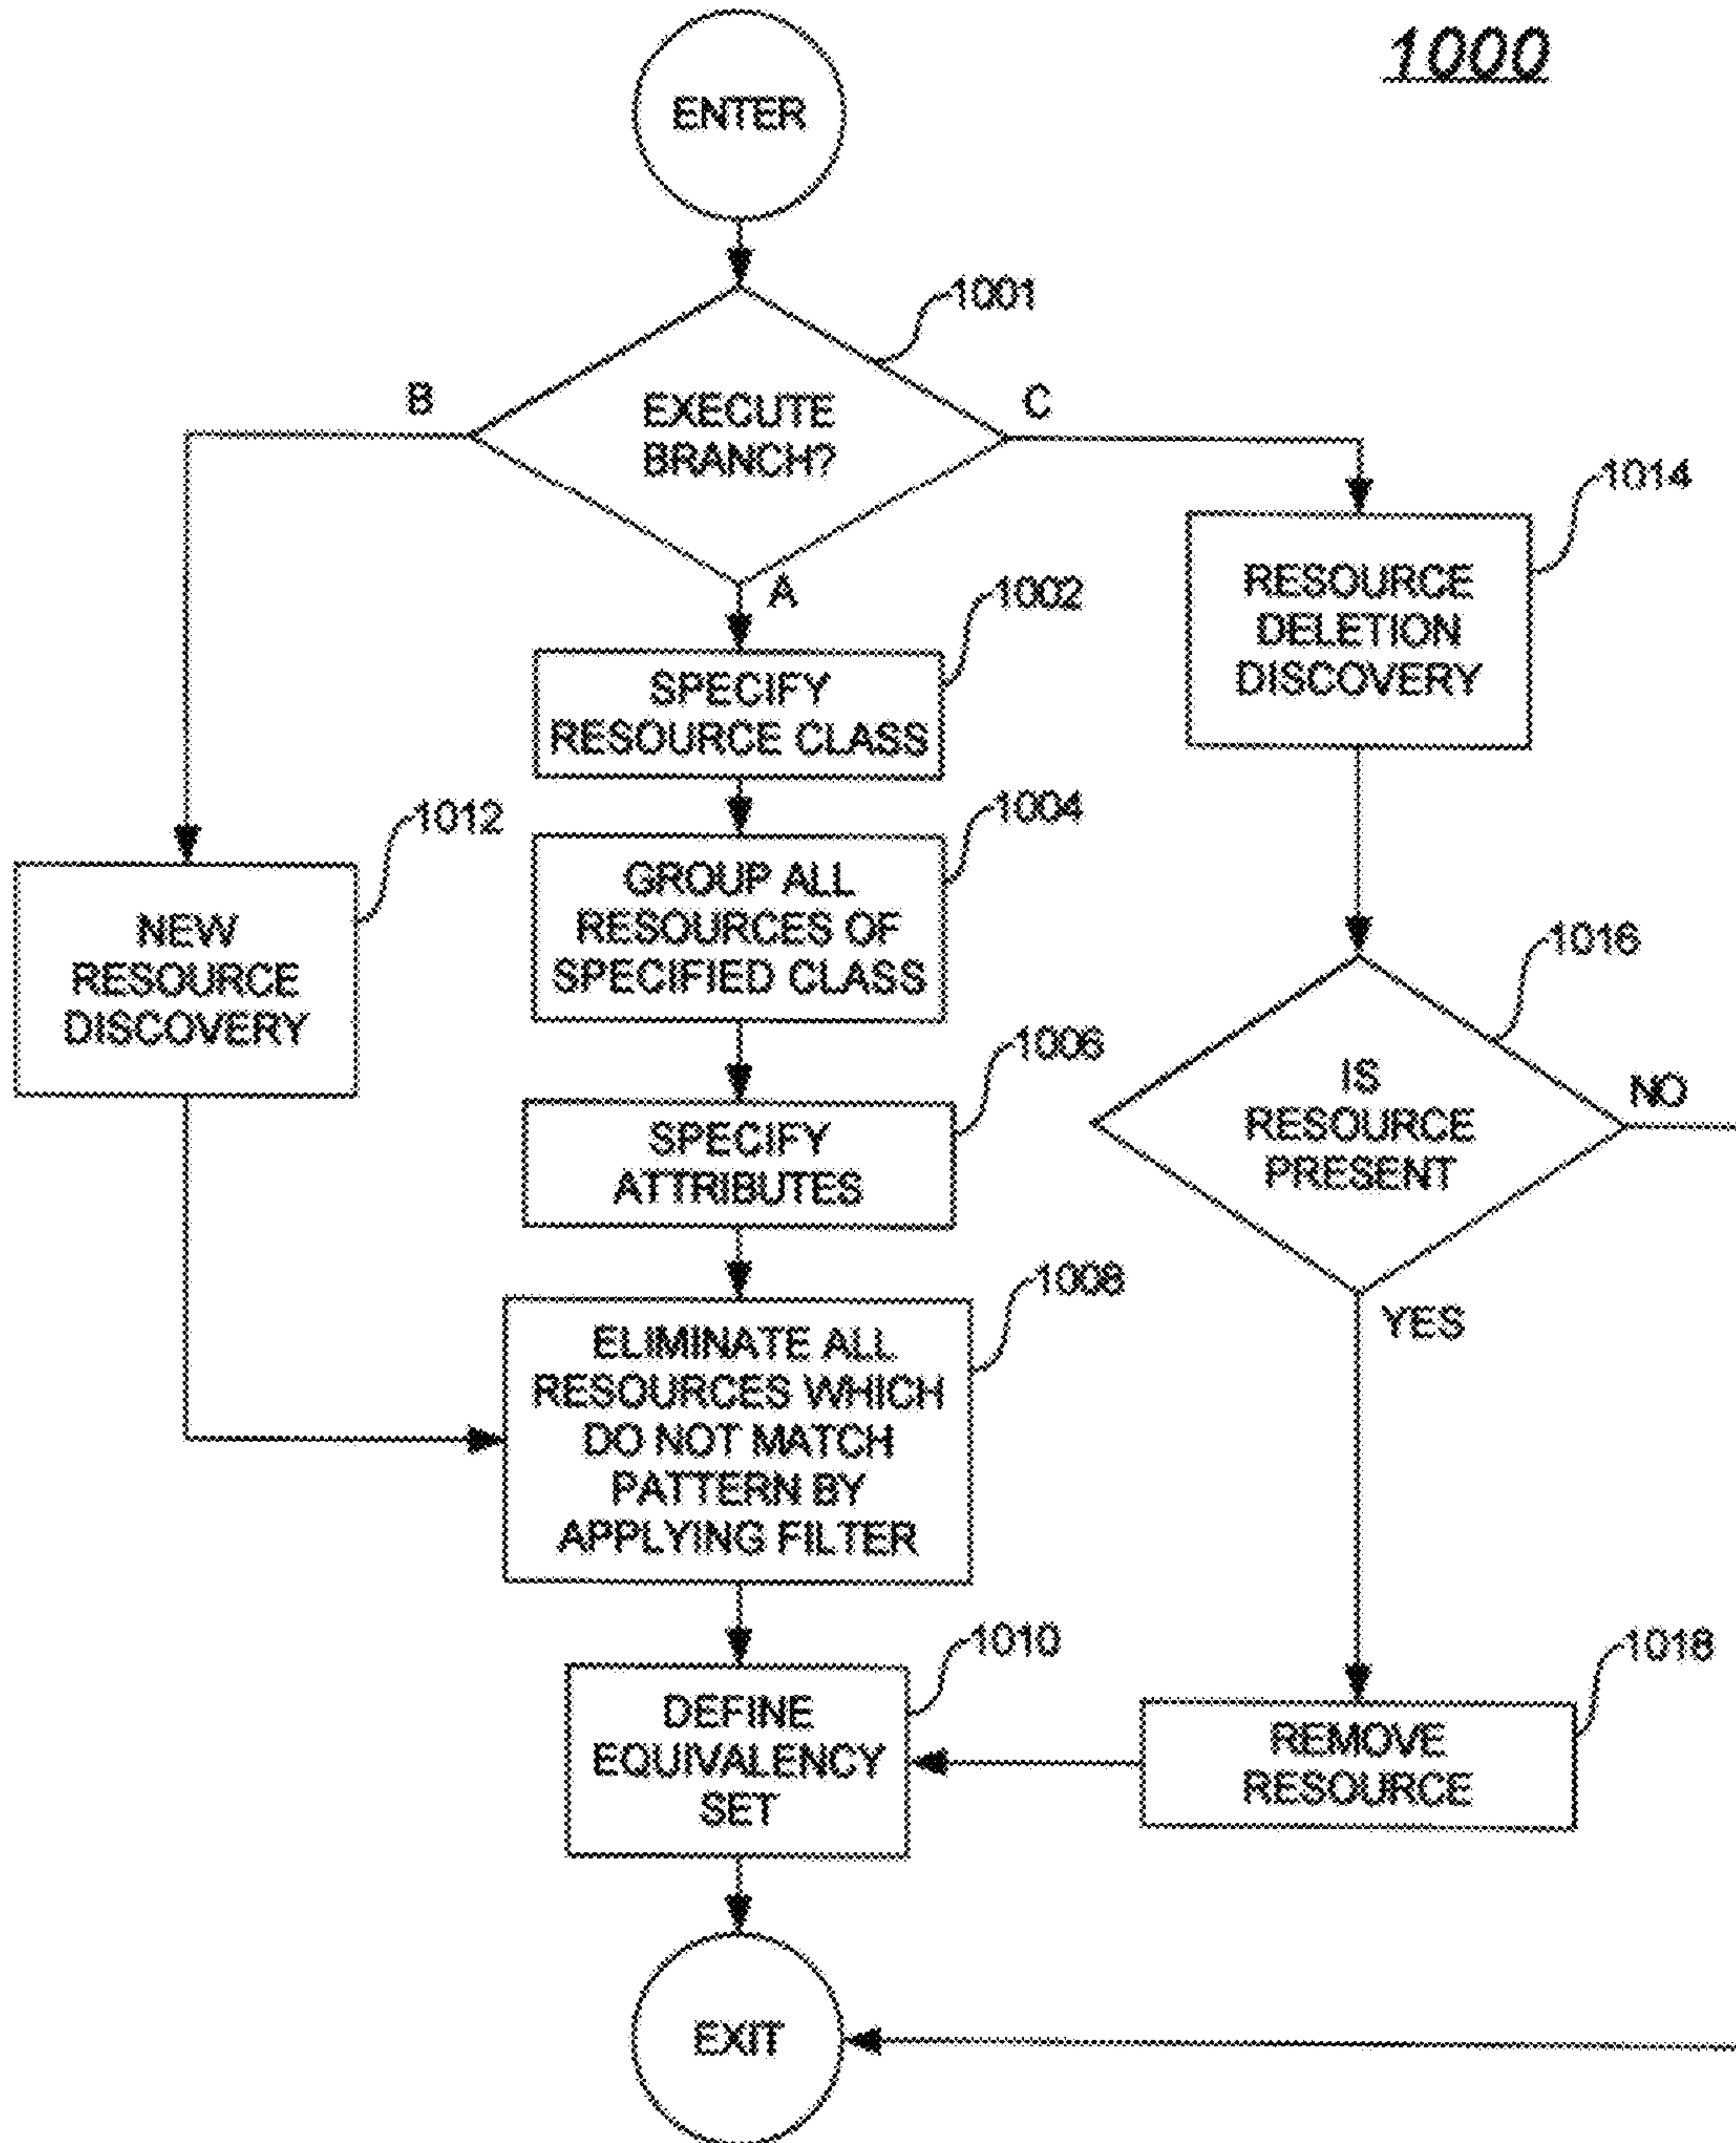 1000
ENTER
1001
B
EXECUTE
BRANCH?
C
A
1014
RESOURCE
DELETION
DISCOVERY
1002
SPECIFY
RESOURCE CLASS
1012
NEW
RESOURCE
DISCOVERY
1004
GROUP ALL
RESOURCES OF
SPECIFIED CLASS
1016
IS
RESOURCE
PRESENT
NO
YES
1006
SPECIFY
ATTRIBUTES
1008
ELIMINATE ALL
RESOURCES WHICH
DO NOT MATCH
PATTERN BY
APPLYING FILTER
1010
DEFINE
EQUIVALENCY
SET
1018
REMOVE
RESOURCE
EXIT